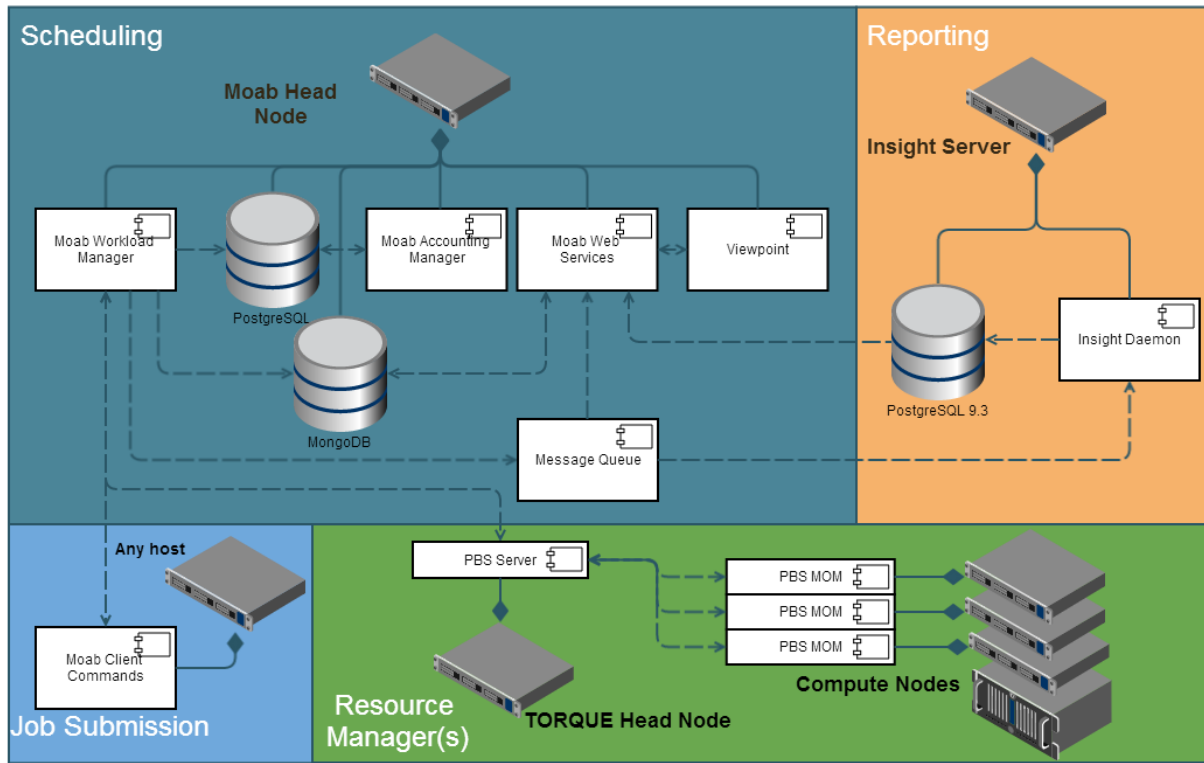 Scheduling
Reporting
Moab Head
Node
Insight Server
Moab Workload
Manager
PostgreSQL
Moab Accounting
Manager
Moab Web
Services
Viewpoint
MongoDB
PostgreSQL 9.3
Insight Daemon
Message Queue
Any host
Moab Client
Commands
Job Submission
PBS Server
PBS MOM
PBS MOM
PBS MOM
Compute Nodes
TORQUE Head Node
Resource
Manager(s)